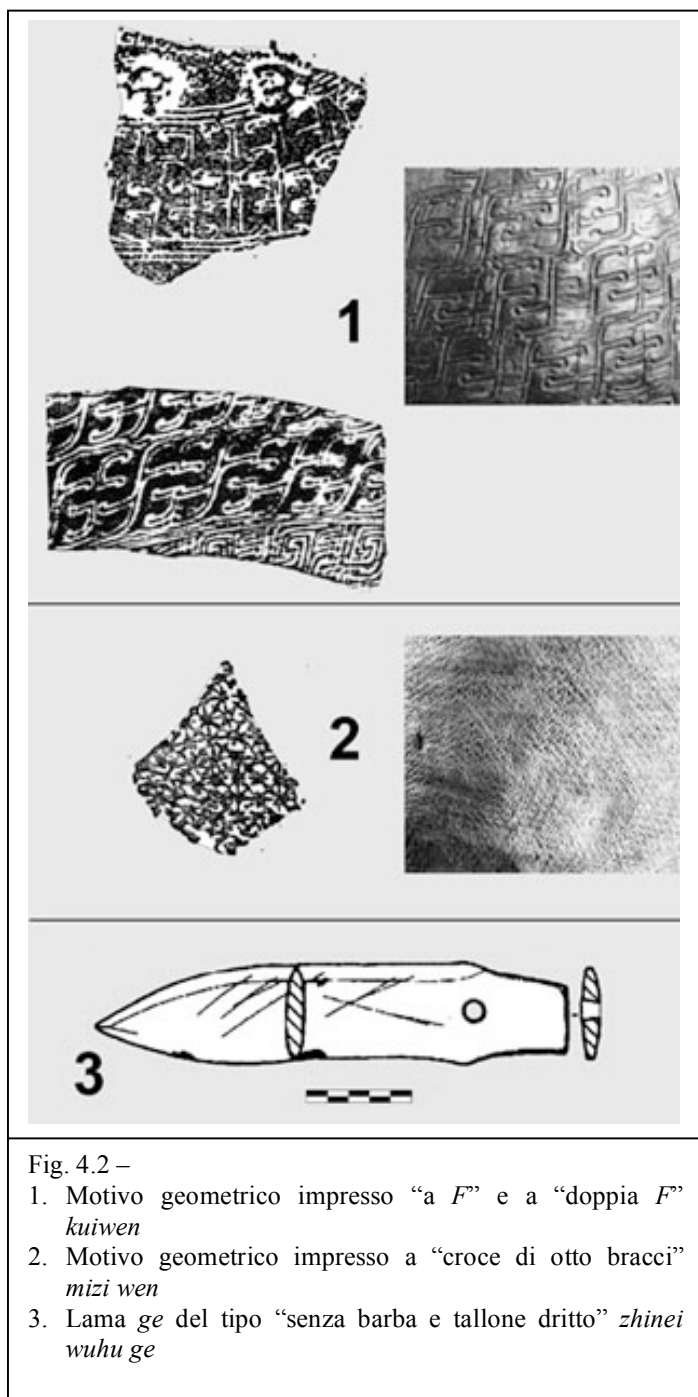 1
2
3
Fig. 4.2 –
1. Motivo geometrico impresso “a F” e a “doppia F”
kuiwen
2. Motivo geometrico impresso a “croce di otto bracci”
mizi wen
3. Lama ge del tipo “senza barba e tallone dritto” zhinei
wuhu ge